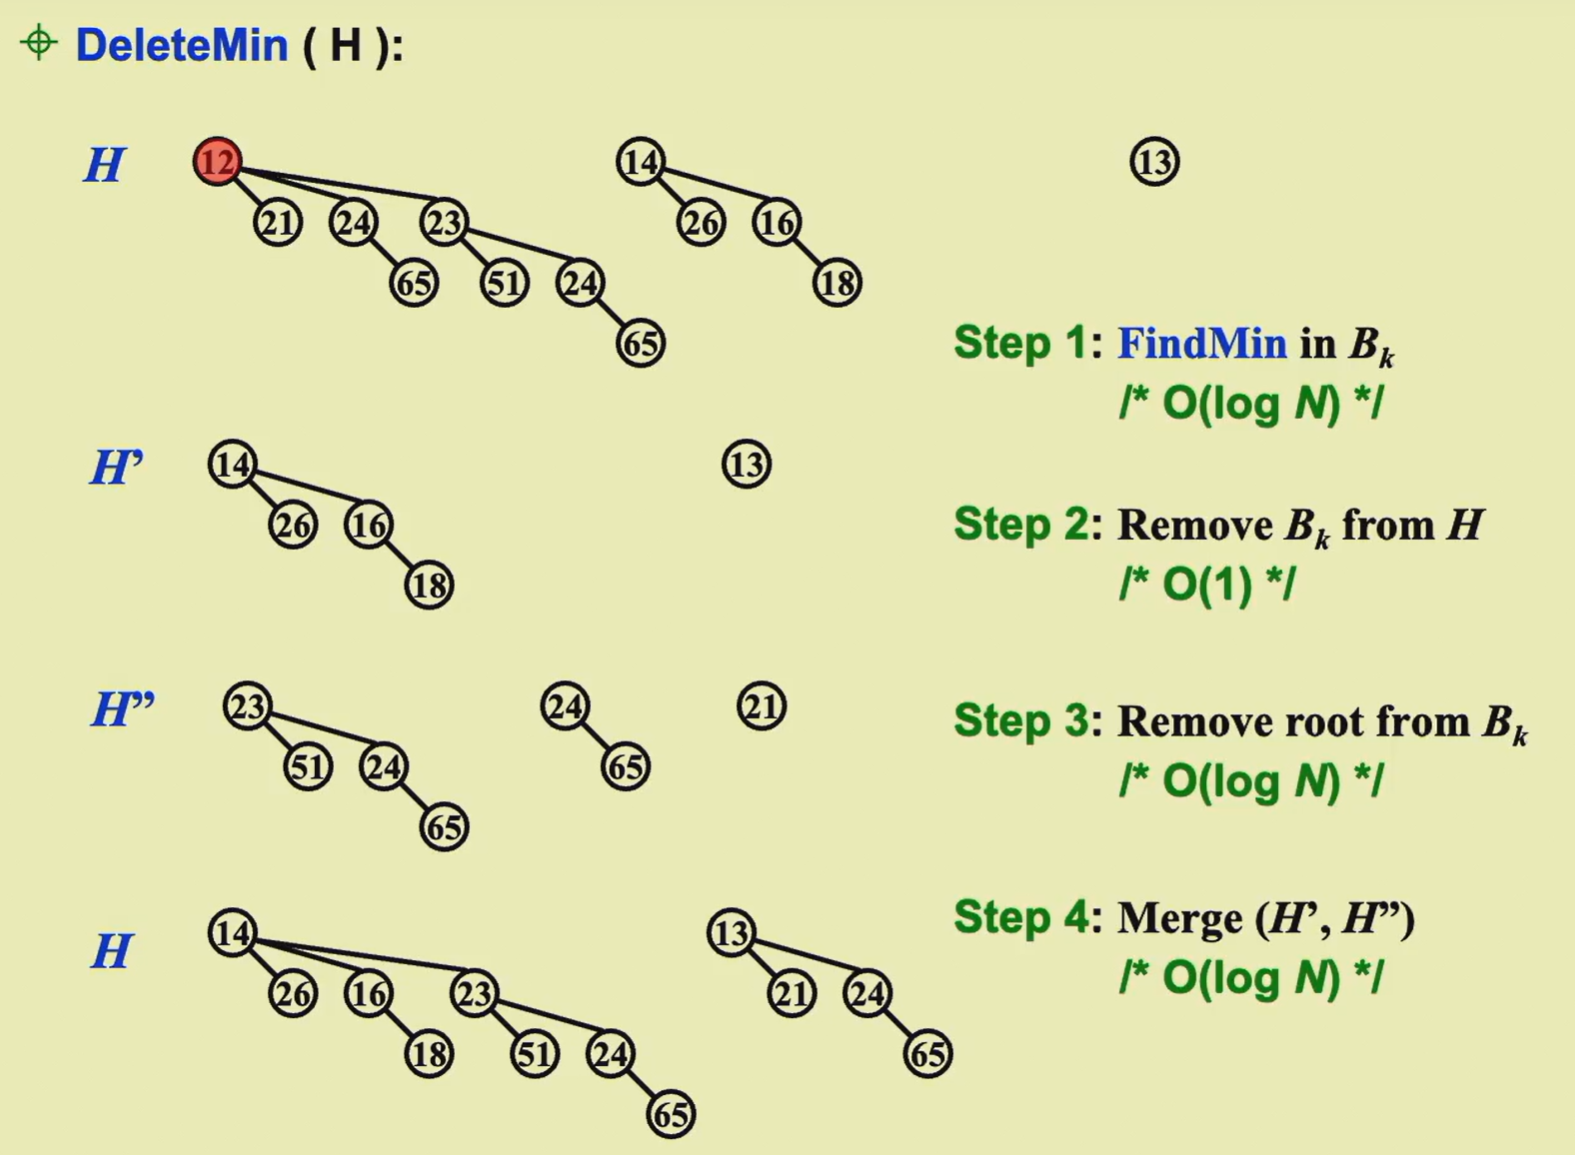 DeleteMin ( H ):
H
12
14
13
21 24 23
26 16
65 51 24
18
65
Step 1: FindMin in Bk
/* O(log N) */
H’
14
13
26 16
18
Step 2: Remove Bk from H
/* O(1) */
H”
23
24
21
51 24
65
65
Step 3: Remove root from Bk
/* O(log N) */
H
14
13
26 16 23
21 24
18 51 24
65
65
Step 4: Merge (H’, H”)
/* O(log N) */